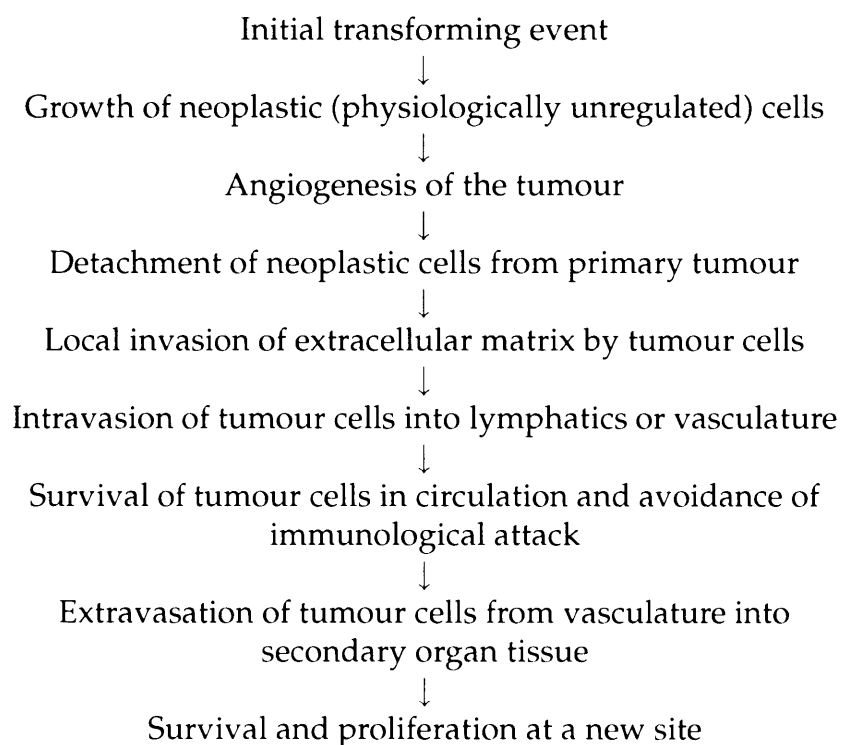 Initial transforming event
↓
Growth of neoplastic (physiologically unregulated) cells
↓
Angiogenesis of the tumour
↓
Detachment of neoplastic cells from primary tumour
↓
Local invasion of extracellular matrix by tumour cells
↓
Intravasation of tumour cells into lymphatics or vasculature
↓
Survival of tumour cells in circulation and avoidance of
immunological attack
↓
Extravasation of tumour cells from vasculature into
secondary organ tissue
↓
Survival and proliferation at a new site